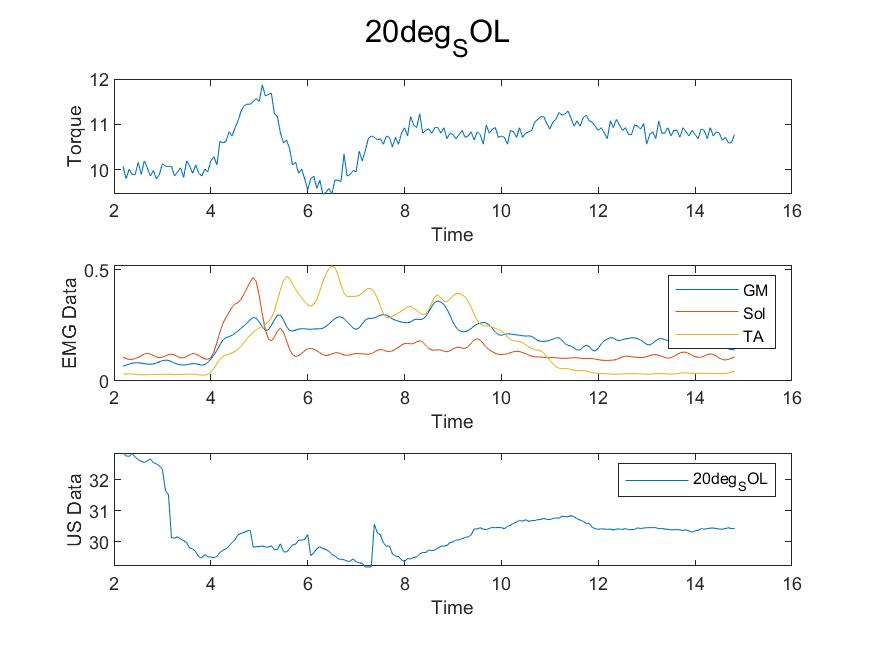 20degSOL
12
11
10
Torque
2 4 6 8 10 12 14 16
Time
0.5
0
EMG Data
GM
Sol
TA
2 4 6 8 10 12 14 16
Time
32
31
30
US Data
20degSOL
2 4 6 8 10 12 14 16
Time